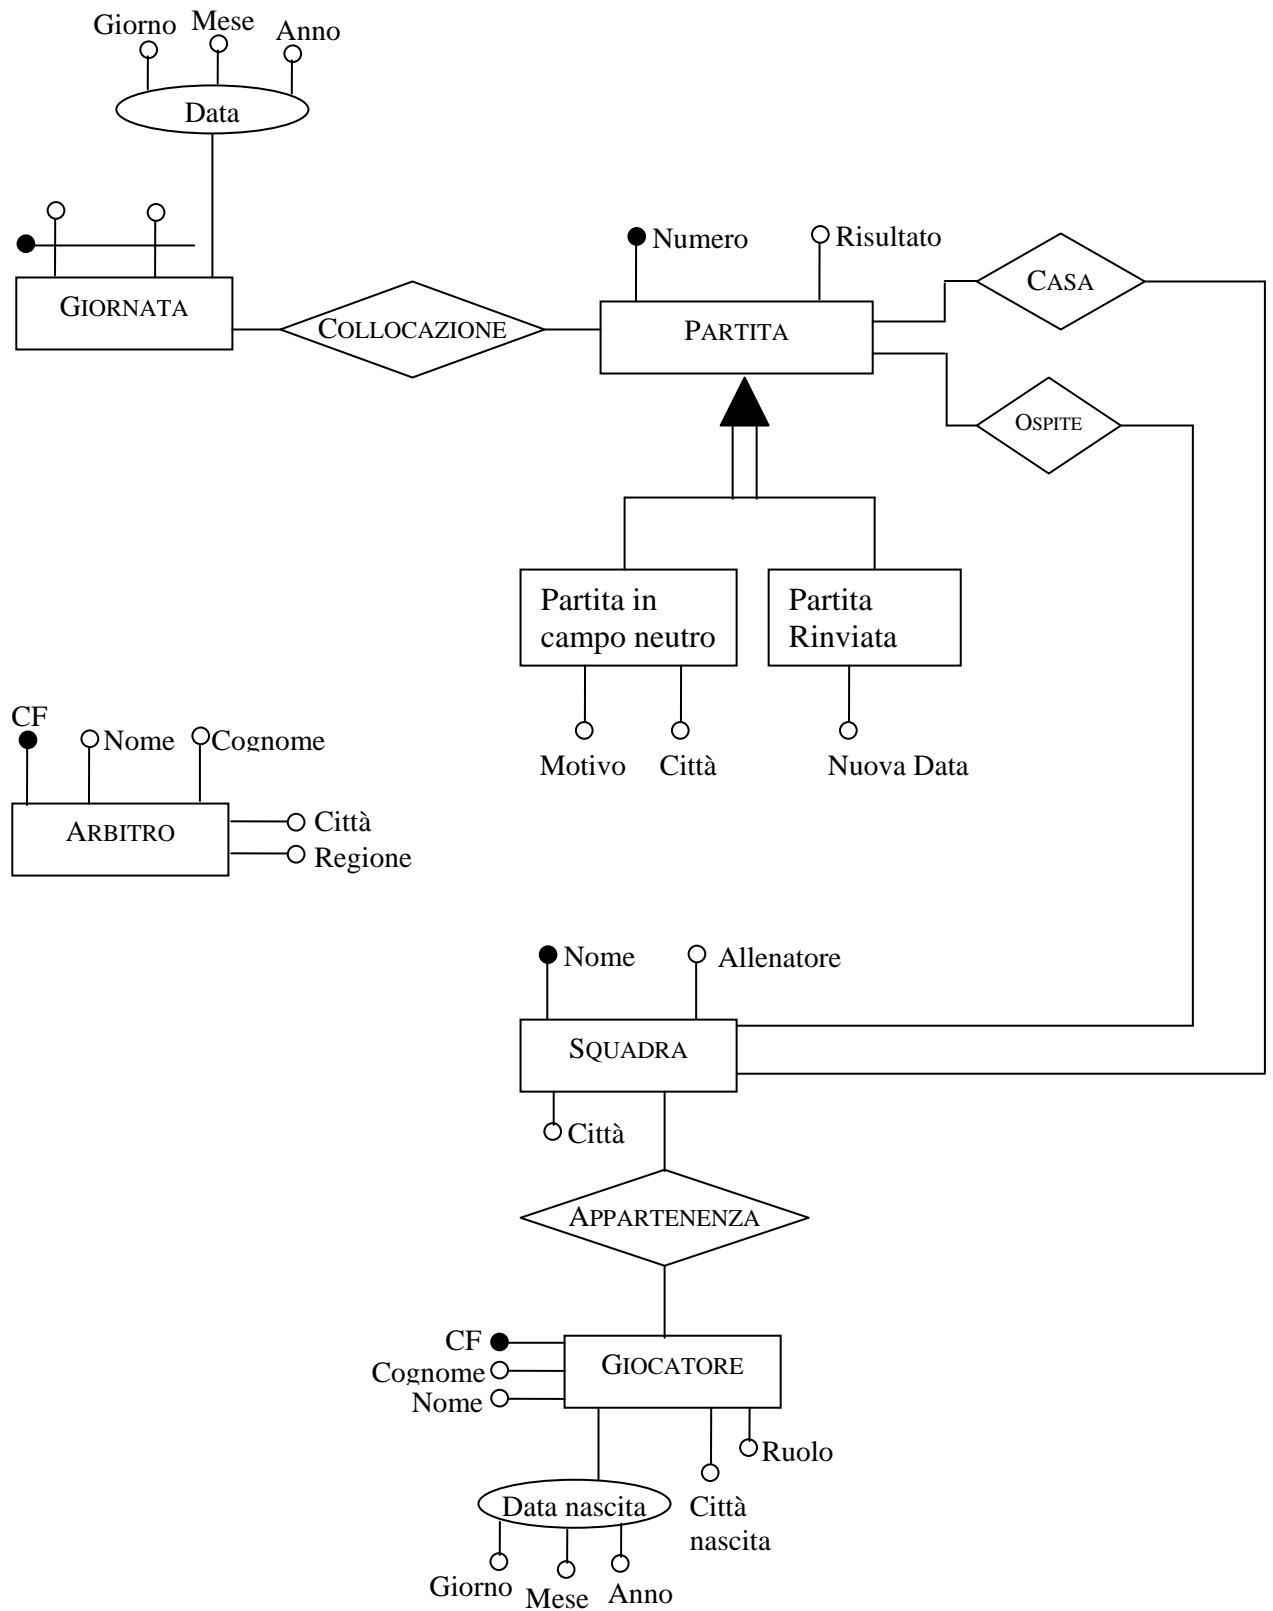 Giorno Mese Anno
Data
Numero Risultato
GIORNATA
COLLOCAZIONE
PARTITA
CASA
OSPITE
Partita in
campo neutro
Partita
Rinviata
Motivo Città Nuova Data
CF
Nome Cognome
ARBITRO
Città
Regione
Nome Allenatore
SQUADRA
Città
APPARTENENZA
CF
Cognome
Nome
GIOCATORE
Ruolo
Data nascita
Città
nascita
Giorno Mese Anno